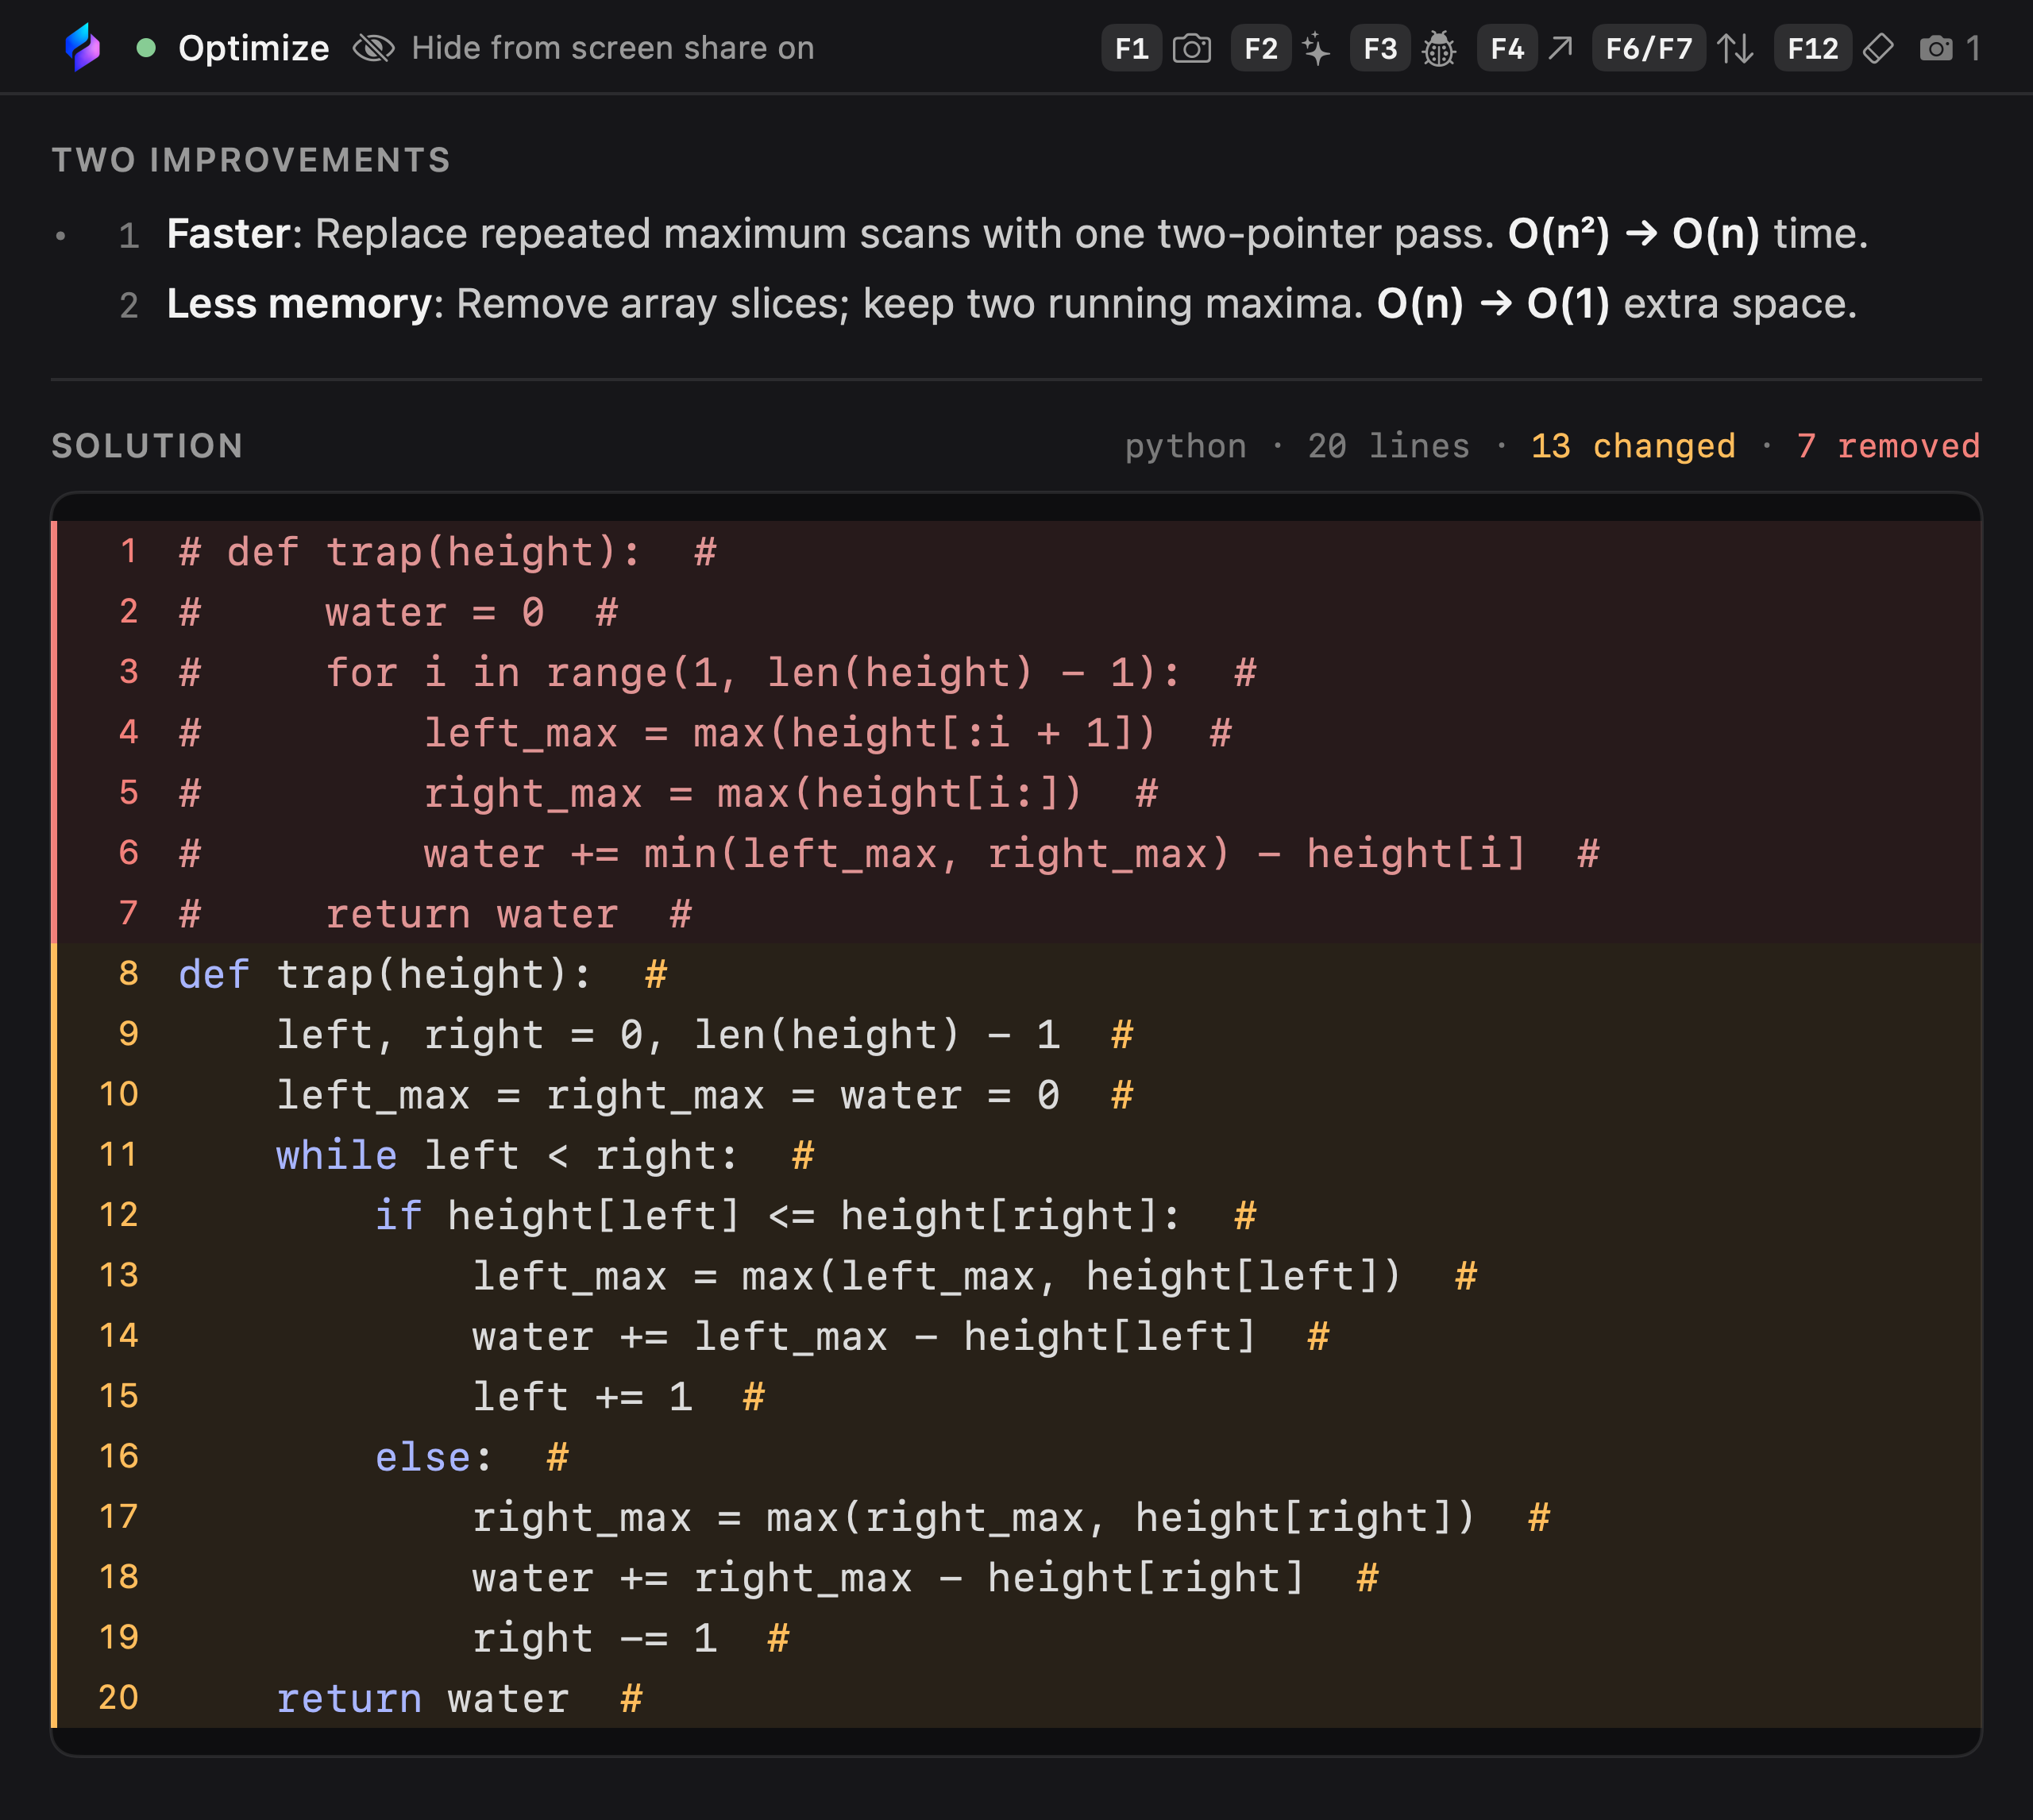 Optimize Hide from screen share on F1 F2 F3 F4 F6/F7 F12 1
TWO IMPROVEMENTS
• 1 Faster: Replace repeated maximum scans with one two-pointer pass. O(n²) → O(n) time.
2 Less memory: Remove array slices; keep two running maxima. O(n) → O(1) extra space.
SOLUTION python · 20 lines · 13 changed · 7 removed
1 # def trap(height):  #
2 #     water = 0  #
3 #     for i in range(1, len(height) - 1):  #
4 #         left_max = max(height[:i + 1])  #
5 #         right_max = max(height[i:])  #
6 #         water += min(left_max, right_max) - height[i]  #
7 #     return water  #
8 def trap(height):  #
9     left, right = 0, len(height) - 1  #
10     left_max = right_max = water = 0  #
11     while left < right:  #
12         if height[left] <= height[right]:  #
13             left_max = max(left_max, height[left])  #
14             water += left_max - height[left]  #
15             left += 1  #
16         else:  #
17             right_max = max(right_max, height[right])  #
18             water += right_max - height[right]  #
19             right -= 1  #
20     return water  #